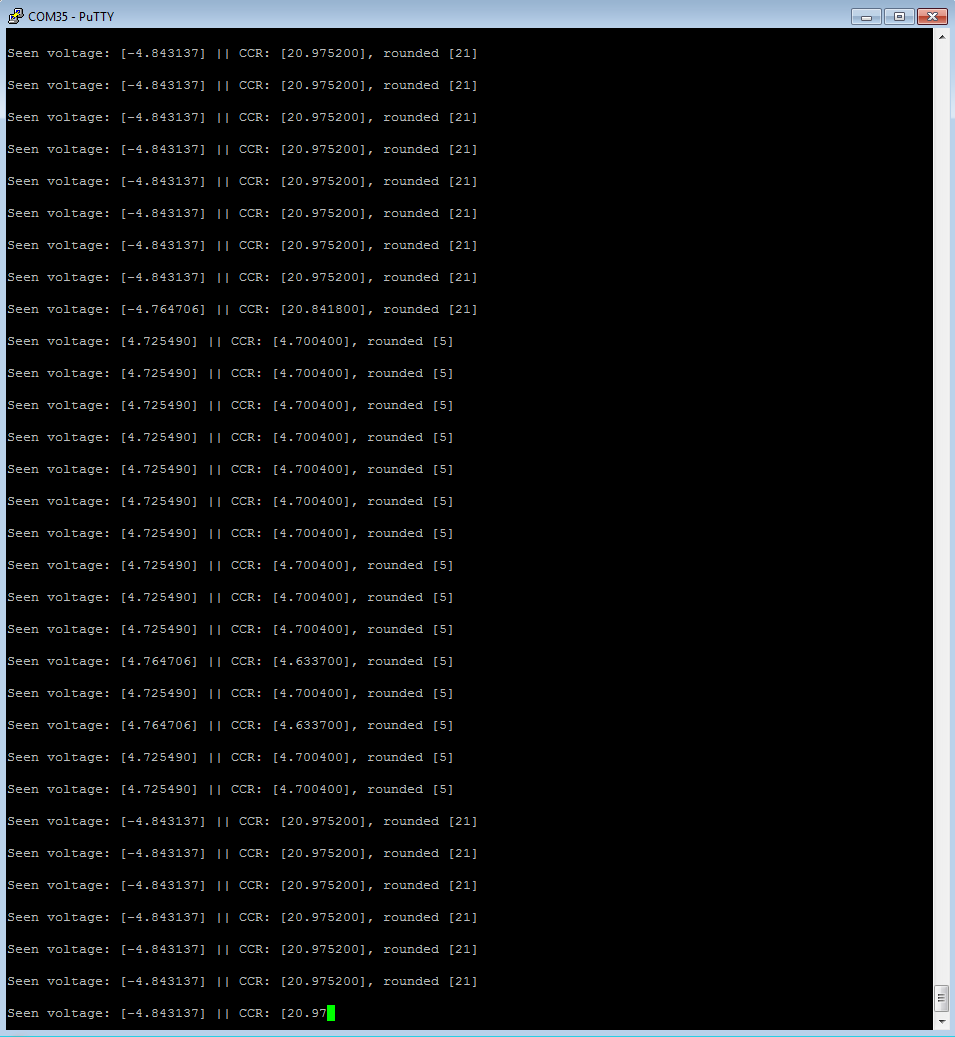 COM35 - PuTTY
Seen voltage: [-4.843137] || CCR: [20.975200], rounded [21]
Seen voltage: [-4.843137] || CCR: [20.975200], rounded [21]
Seen voltage: [-4.843137] || CCR: [20.975200], rounded [21]
Seen voltage: [-4.843137] || CCR: [20.975200], rounded [21]
Seen voltage: [-4.843137] || CCR: [20.975200], rounded [21]
Seen voltage: [-4.843137] || CCR: [20.975200], rounded [21]
Seen voltage: [-4.843137] || CCR: [20.975200], rounded [21]
Seen voltage: [-4.843137] || CCR: [20.975200], rounded [21]
Seen voltage: [-4.764706] || CCR: [20.841800], rounded [21]
Seen voltage: [4.725490] || CCR: [4.700400], rounded [5]
Seen voltage: [4.725490] || CCR: [4.700400], rounded [5]
Seen voltage: [4.725490] || CCR: [4.700400], rounded [5]
Seen voltage: [4.725490] || CCR: [4.700400], rounded [5]
Seen voltage: [4.725490] || CCR: [4.700400], rounded [5]
Seen voltage: [4.725490] || CCR: [4.700400], rounded [5]
Seen voltage: [4.725490] || CCR: [4.700400], rounded [5]
Seen voltage: [4.725490] || CCR: [4.700400], rounded [5]
Seen voltage: [4.725490] || CCR: [4.700400], rounded [5]
Seen voltage: [4.725490] || CCR: [4.700400], rounded [5]
Seen voltage: [4.764706] || CCR: [4.633700], rounded [5]
Seen voltage: [4.725490] || CCR: [4.700400], rounded [5]
Seen voltage: [4.764706] || CCR: [4.633700], rounded [5]
Seen voltage: [4.725490] || CCR: [4.700400], rounded [5]
Seen voltage: [4.725490] || CCR: [4.700400], rounded [5]
Seen voltage: [-4.843137] || CCR: [20.975200], rounded [21]
Seen voltage: [-4.843137] || CCR: [20.975200], rounded [21]
Seen voltage: [-4.843137] || CCR: [20.975200], rounded [21]
Seen voltage: [-4.843137] || CCR: [20.975200], rounded [21]
Seen voltage: [-4.843137] || CCR: [20.975200], rounded [21]
Seen voltage: [-4.843137] || CCR: [20.975200], rounded [21]
Seen voltage: [-4.843137] || CCR: [20.97